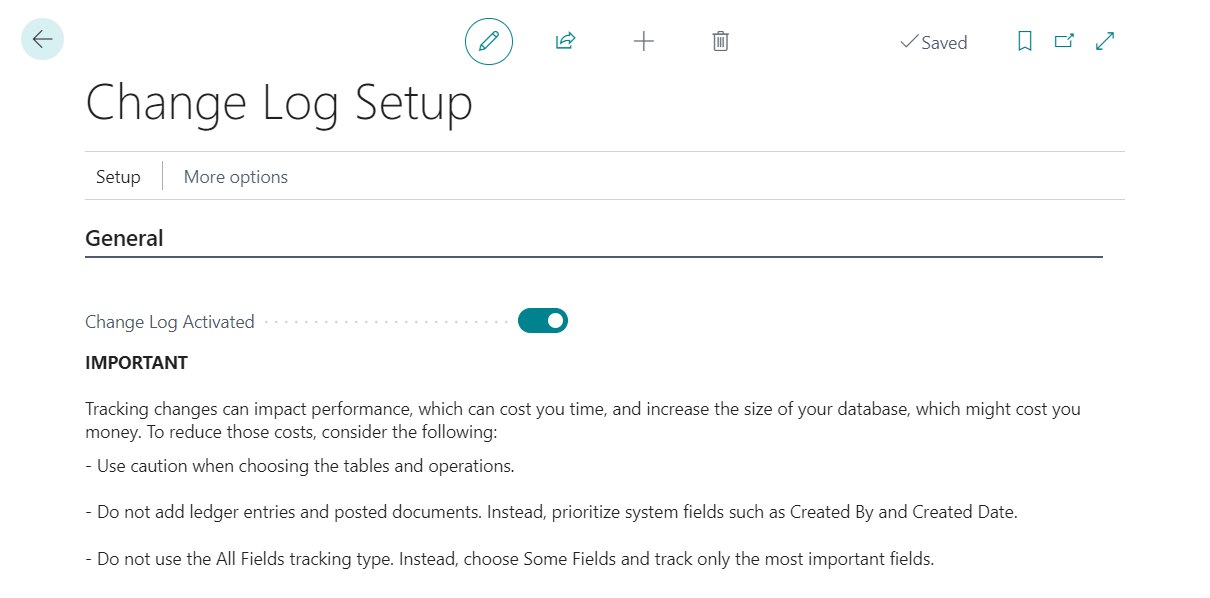 Saved
Change Log Setup
Setup More options
General
Change Log Activated
IMPORTANT
Tracking changes can impact performance, which can cost you time, and increase the size of your database, which might cost you
money. To reduce those costs, consider the following:
- Use caution when choosing the tables and operations.
- Do not add ledger entries and posted documents. Instead, prioritize system fields such as Created By and Created Date.
- Do not use the All Fields tracking type. Instead, choose Some Fields and track only the most important fields.